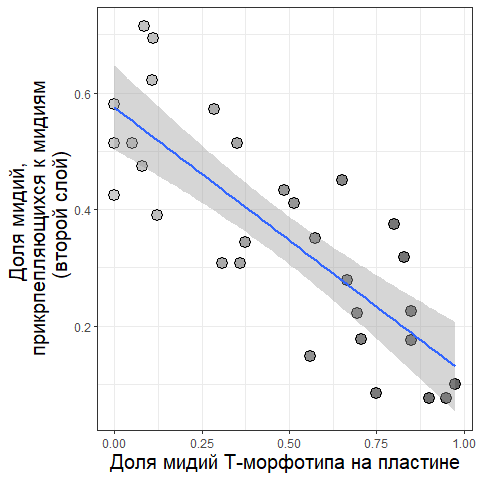 Доля мидий,
прикрпепляющихся к мидиям
(второй слой)
0.6
0.4
0.2
0.00
0.25
0.50
0.75
1.00
Доля мидий Т-морфотипа на пластине